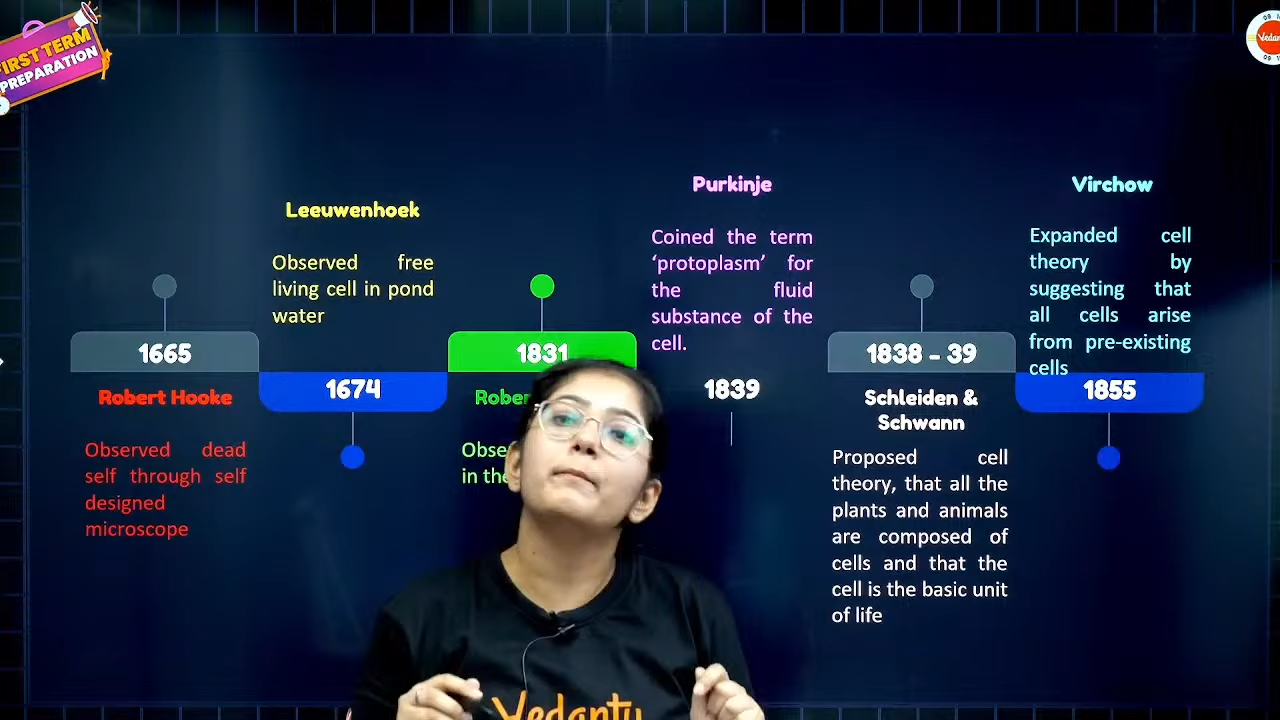 FIRST TERM
PREPARATION
Leeuwenhoek
Observed free
living cell in pond
water
Purkinje
Coined the term
‘protoplasm’ for
the fluid
substance of the
cell.
Virchow
Expanded cell
theory by
suggesting that
all cells arise
from pre-existing
cells
1665
1674
1831
1839
1838 - 39
1855
Robert Hooke
Observed dead
self through self
designed
microscope
in the
Schleiden &
Schwann
Proposed cell
theory, that all the
plants and animals
are composed of
cells and that the
cell is the basic unit
of life
Vedantu